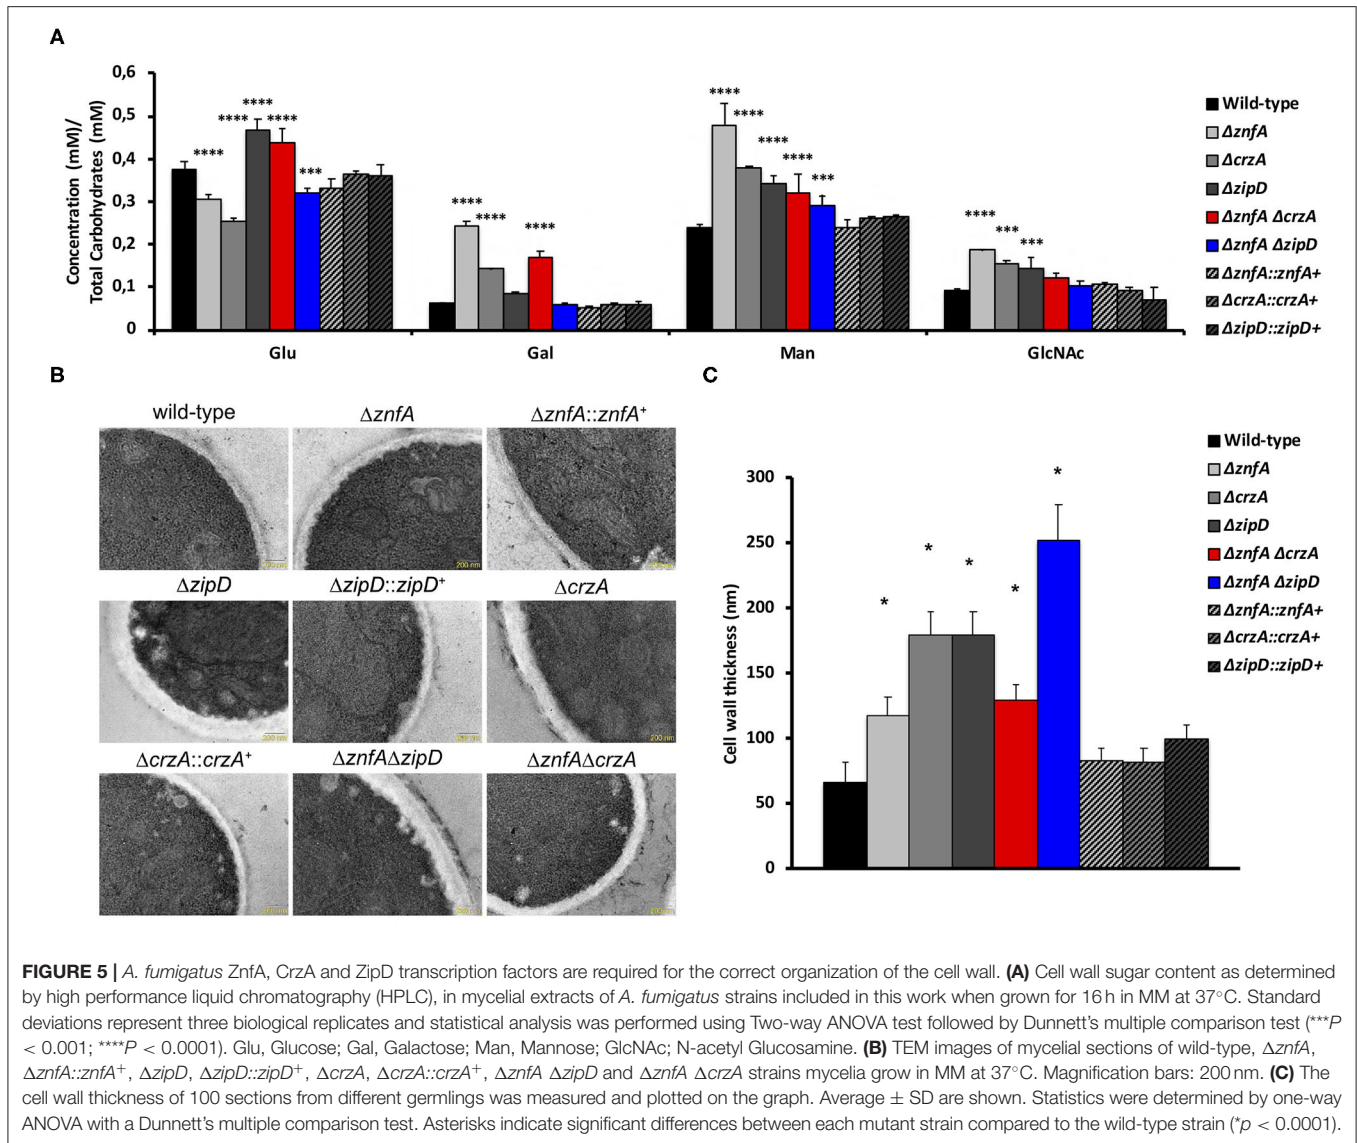 A
Concentration (mM)/
Total Carbohydrates (mM)
0,6
0,5
0,4
0,3
0,2
0,1
0
****
****
****
****
***
****
****
****
****
****
****
****
***
****
***
***
Glu
Gal
Man
GlcNAc
Wild-type
ΔznfA
ΔcrzA
ΔzipD
ΔznfA ΔcrzA
ΔznfA ΔzipD
ΔznfA::znfA+
ΔcrzA::crzA+
ΔzipD::zipD+
B
wild-type
ΔznfA
ΔznfA::znfA⁺
200 nm
200 nm
ΔzipD
ΔzipD::zipD⁺
ΔcrzA
200 nm
200 nm
ΔcrzA::crzA⁺
ΔznfAΔzipD
ΔznfAΔcrzA
C
Cell wall thickness (nm)
300
250
200
150
100
50
0
*
*
*
*
*
Wild-type
ΔznfA
ΔcrzA
ΔzipD
ΔznfA ΔcrzA
ΔznfA ΔzipD
ΔznfA::znfA+
ΔcrzA::crzA+
ΔzipD::zipD+
FIGURE 5 | A. fumigatus ZnfA, CrzA and ZipD transcription factors are required for the correct organization of the cell wall. (A) Cell wall sugar content as determined
by high performance liquid chromatography (HPLC), in mycelial extracts of A. fumigatus strains included in this work when grown for 16 h in MM at 37°C. Standard
deviations represent three biological replicates and statistical analysis was performed using Two-way ANOVA test followed by Dunnett's multiple comparison test (***P
< 0.001; ****P < 0.0001). Glu, Glucose; Gal, Galactose; Man, Mannose; GlcNAc; N-acetyl Glucosamine. (B) TEM images of mycelial sections of wild-type, ΔznfA,
ΔznfA::znfA⁺, ΔzipD, ΔzipD::zipD⁺, ΔcrzA, ΔcrzA::crzA⁺, ΔznfA ΔzipD and ΔznfA ΔcrzA strains mycelia grow in MM at 37°C. Magnification bars: 200 nm. (C) The
cell wall thickness of 100 sections from different germlings was measured and plotted on the graph. Average ± SD are shown. Statistics were determined by one-way
ANOVA with a Dunnett's multiple comparison test. Asterisks indicate significant differences between each mutant strain compared to the wild-type strain (*p < 0.0001).